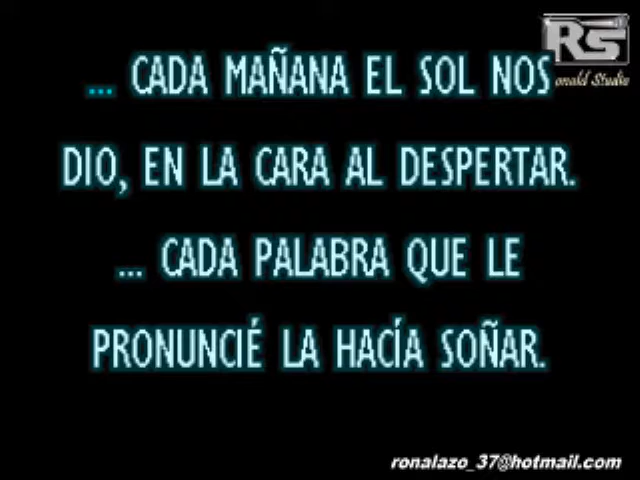 RS
onald Studio
... CADA MAÑANA EL SOL NOS
DIO, EN LA CARA AL DESPERTAR.
... CADA PALABRA QUE LE
PRONUNCIÉ LA HACÍA SOÑAR.
ronalazo_37@hotmail.com